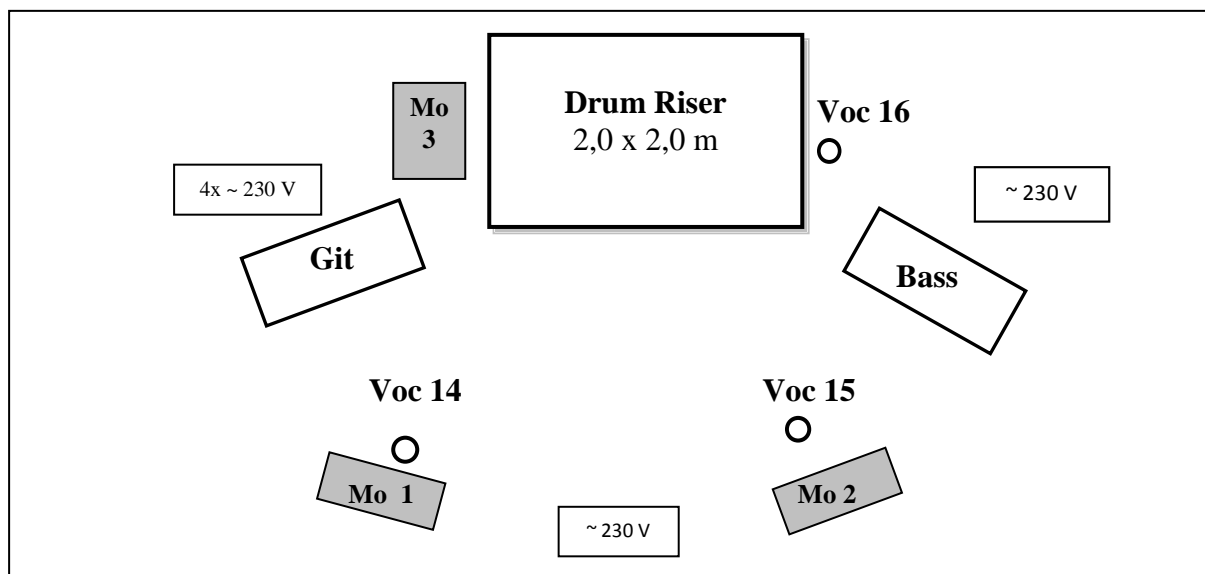 Mo
3
Drum Riser
2,0 x 2,0 m
Voc 16
4x ~ 230 V
~ 230 V
Git
Bass
Voc 14
Voc 15
Mo 1
Mo 2
~ 230 V